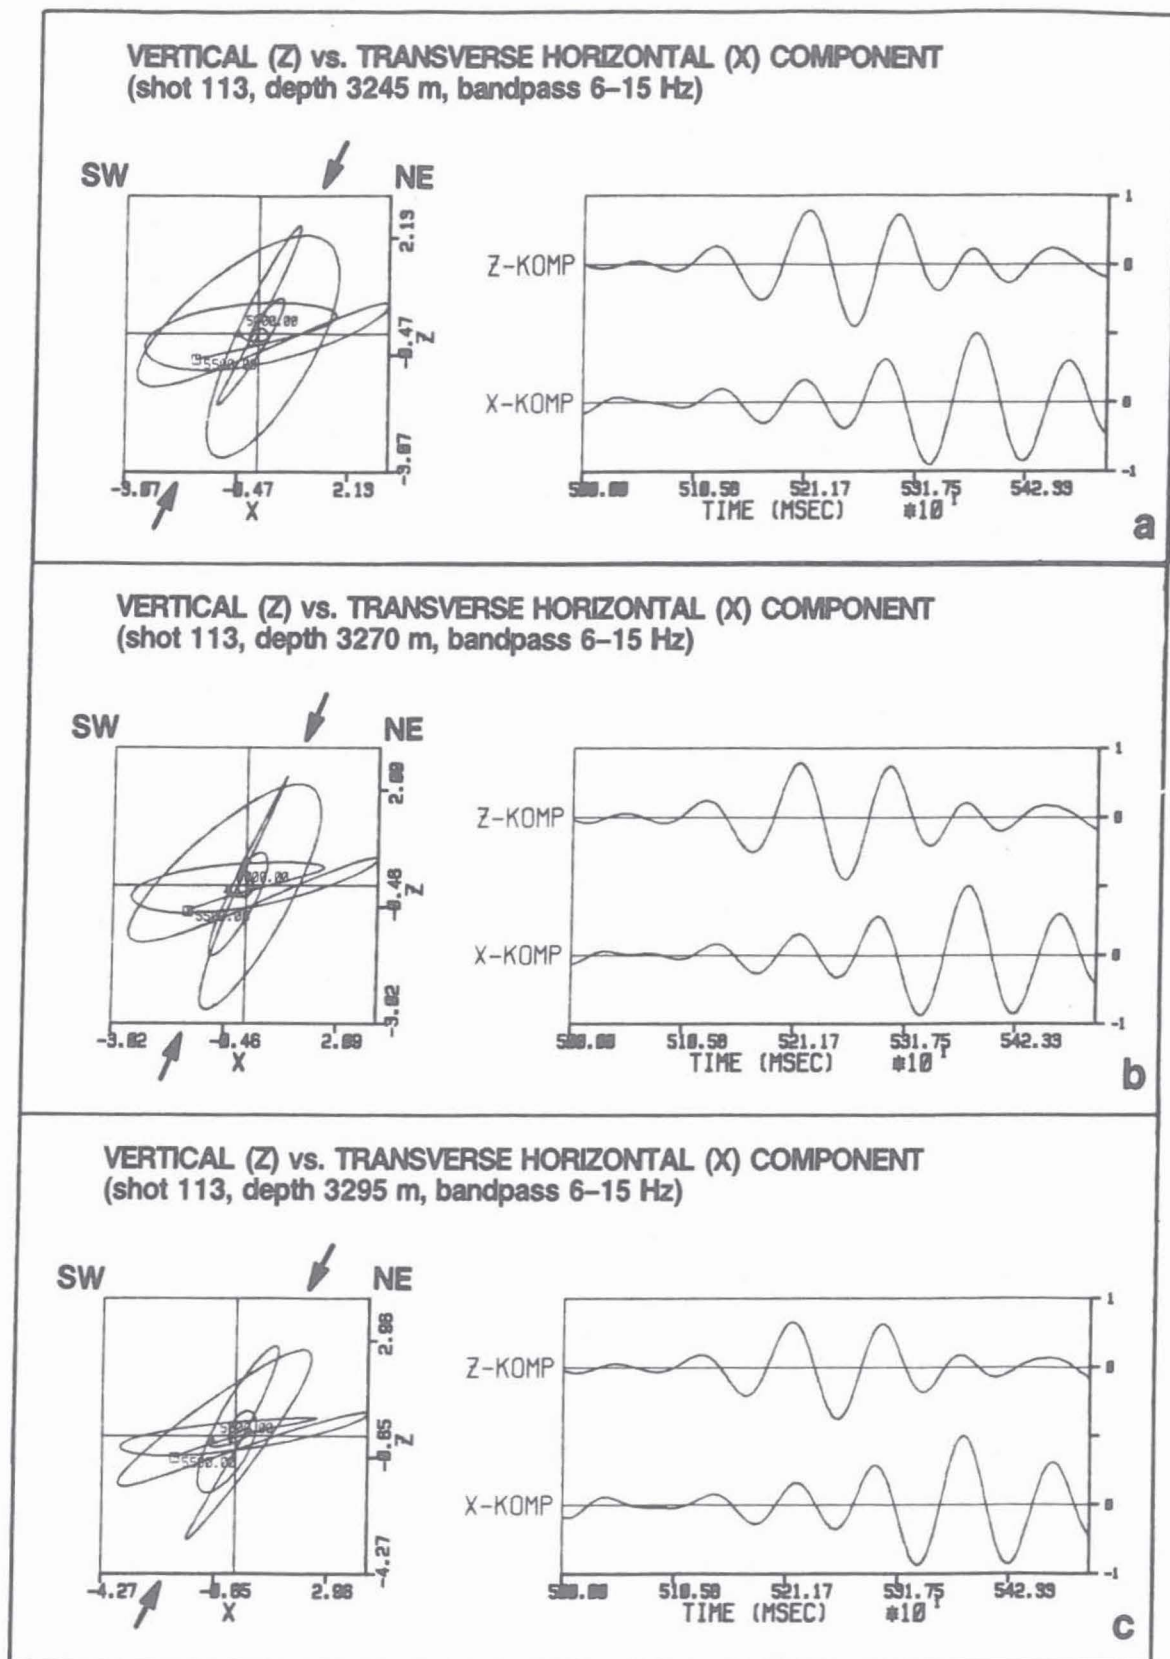 VERTICAL (Z) vs. TRANSVERSE HORIZONTAL (X) COMPONENT
(shot 113, depth 3245 m, bandpass 6–15 Hz)
SW
NE
2.13
-0.47
-3.07
Z
5500.00
-3.07
-0.47
2.13
X
Z-KOMP
X-KOMP
1
0
0
-1
500.00
510.58
521.17
531.75
542.33
TIME (MSEC)
*10
a
VERTICAL (Z) vs. TRANSVERSE HORIZONTAL (X) COMPONENT
(shot 113, depth 3270 m, bandpass 6–15 Hz)
SW
NE
-0.46
-3.02
Z
-3.02
-0.46
2.09
X
Z-KOMP
X-KOMP
1
0
0
-1
500.00
510.58
521.17
531.75
542.33
TIME (MSEC)
*10
b
VERTICAL (Z) vs. TRANSVERSE HORIZONTAL (X) COMPONENT
(shot 113, depth 3295 m, bandpass 6–15 Hz)
SW
NE
-0.65
-4.27
Z
5500.00
-4.27
-0.65
X
Z-KOMP
X-KOMP
1
0
0
-1
500.00
510.58
521.17
531.75
542.33
TIME (MSEC)
*10
c